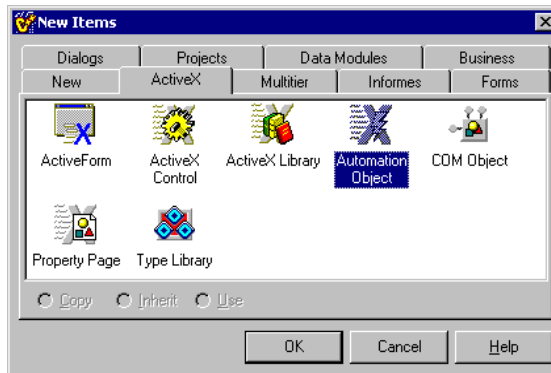 New Items
Dialogs Projects Data Modules Business
New ActiveX Multitier Informes Forms
ActiveForm ActiveX Control ActiveX Library Automation Object COM Object
Property Page Type Library
Copy Inherit Use
OK Cancel Help